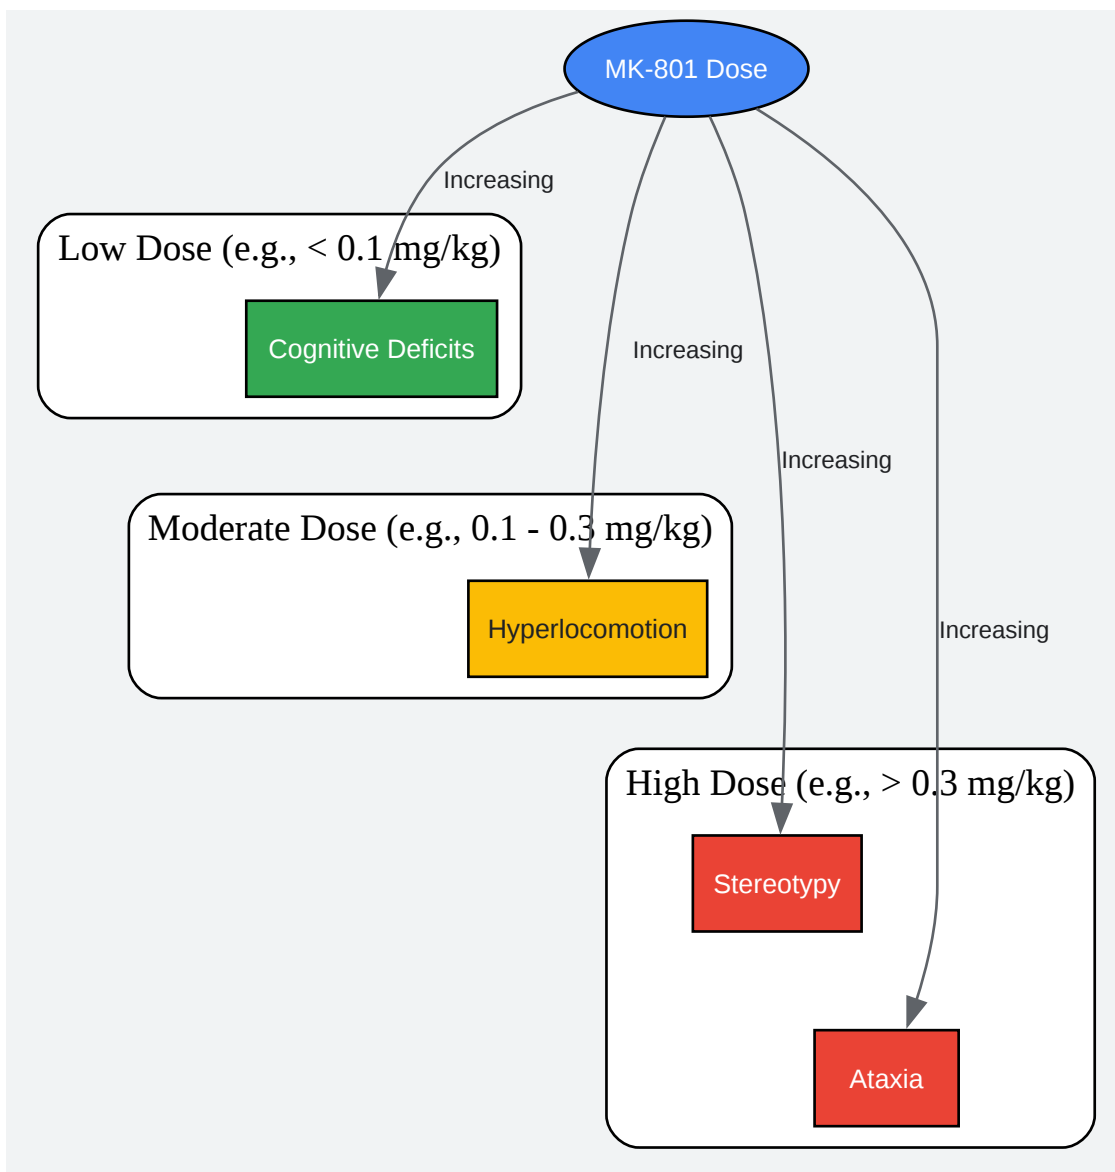 MK-801 Dose
Increasing
Low Dose (e.g., < 0.1 mg/kg)
Cognitive Deficits
Increasing
Increasing
Moderate Dose (e.g., 0.1 - 0.3 mg/kg)
Hyperlocomotion
Increasing
High Dose (e.g., > 0.3 mg/kg)
Stereotypy
Ataxia